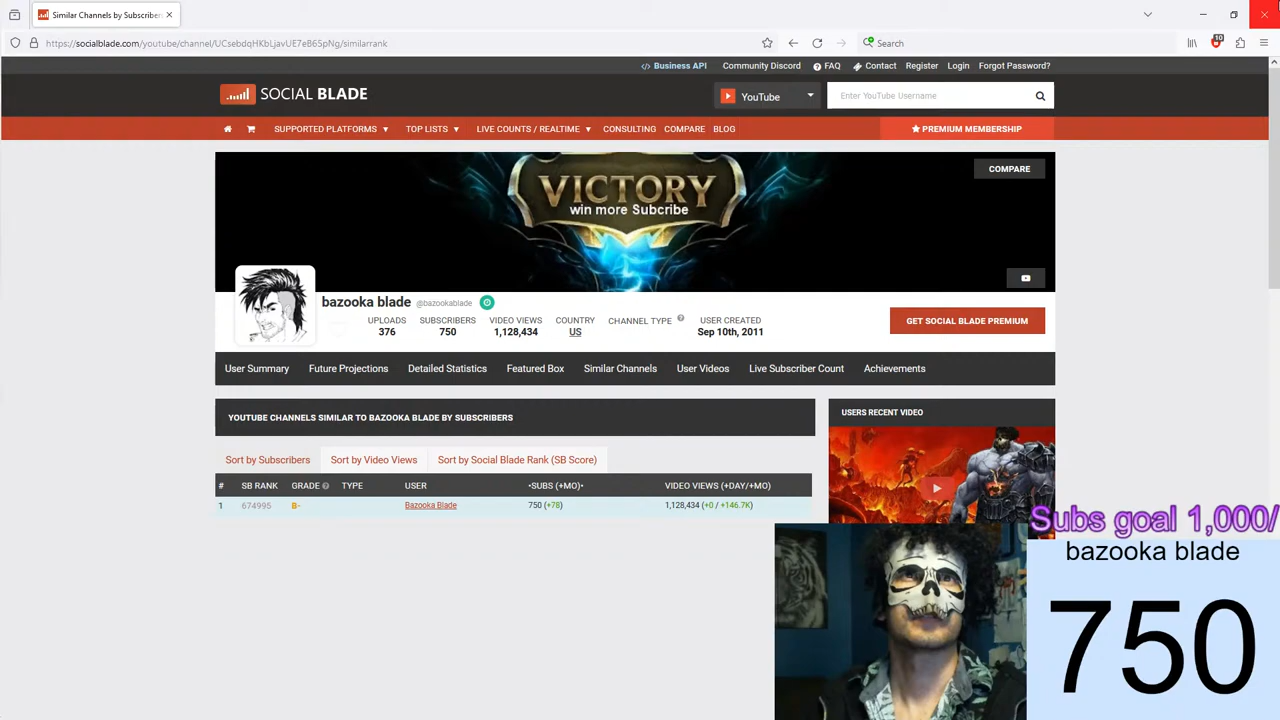 Similar Channels by Subscribers
https://socialblade.com/youtube/channel/UCsebdqHKbLjavUE7eB65pNg/similarrank
Search
10
Business API
Community Discord
FAQ
Contact
Register
Login
Forgot Password?
SOCIAL BLADE
YouTube
Enter YouTube Username
SUPPORTED PLATFORMS
TOP LISTS
LIVE COUNTS / REALTIME
CONSULTING
COMPARE
BLOG
PREMIUM MEMBERSHIP
VICTORY
win more Subcribe
COMPARE
bazooka blade @bazookablade
UPLOADS
376
SUBSCRIBERS
750
VIDEO VIEWS
1,128,434
COUNTRY
US
CHANNEL TYPE
USER CREATED
Sep 10th, 2011
GET SOCIAL BLADE PREMIUM
User Summary
Future Projections
Detailed Statistics
Featured Box
Similar Channels
User Videos
Live Subscriber Count
Achievements
YOUTUBE CHANNELS SIMILAR TO BAZOOKA BLADE BY SUBSCRIBERS
USERS RECENT VIDEO
Sort by Subscribers
Sort by Video Views
Sort by Social Blade Rank (SB Score)
# SB RANK GRADE TYPE USER •SUBS (+MO)• VIDEO VIEWS (+DAY/+MO)
1 674995 B- Bazooka Blade 750 (+78) 1,128,434 (+0 / +146.7K)
Subs goal 1,000/
bazooka blade
750